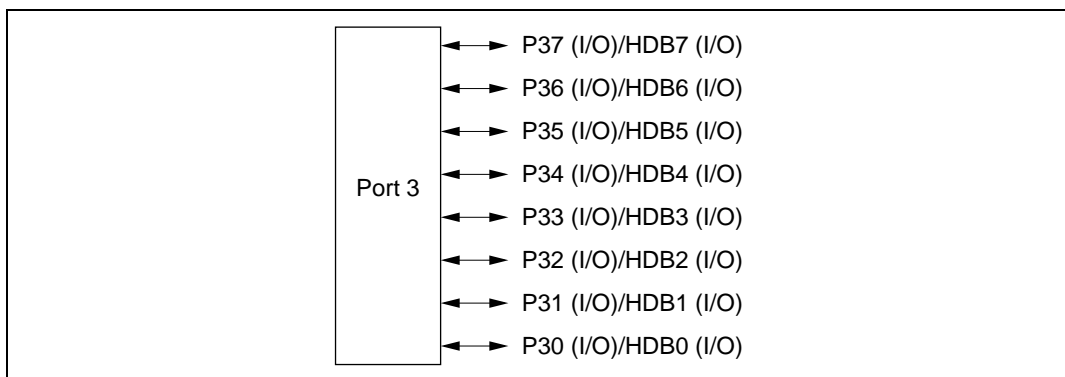 P37 (I/O)/HDB7 (I/O)
P36 (I/O)/HDB6 (I/O)
P35 (I/O)/HDB5 (I/O)
P34 (I/O)/HDB4 (I/O)
Port 3
P33 (I/O)/HDB3 (I/O)
P32 (I/O)/HDB2 (I/O)
P31 (I/O)/HDB1 (I/O)
P30 (I/O)/HDB0 (I/O)